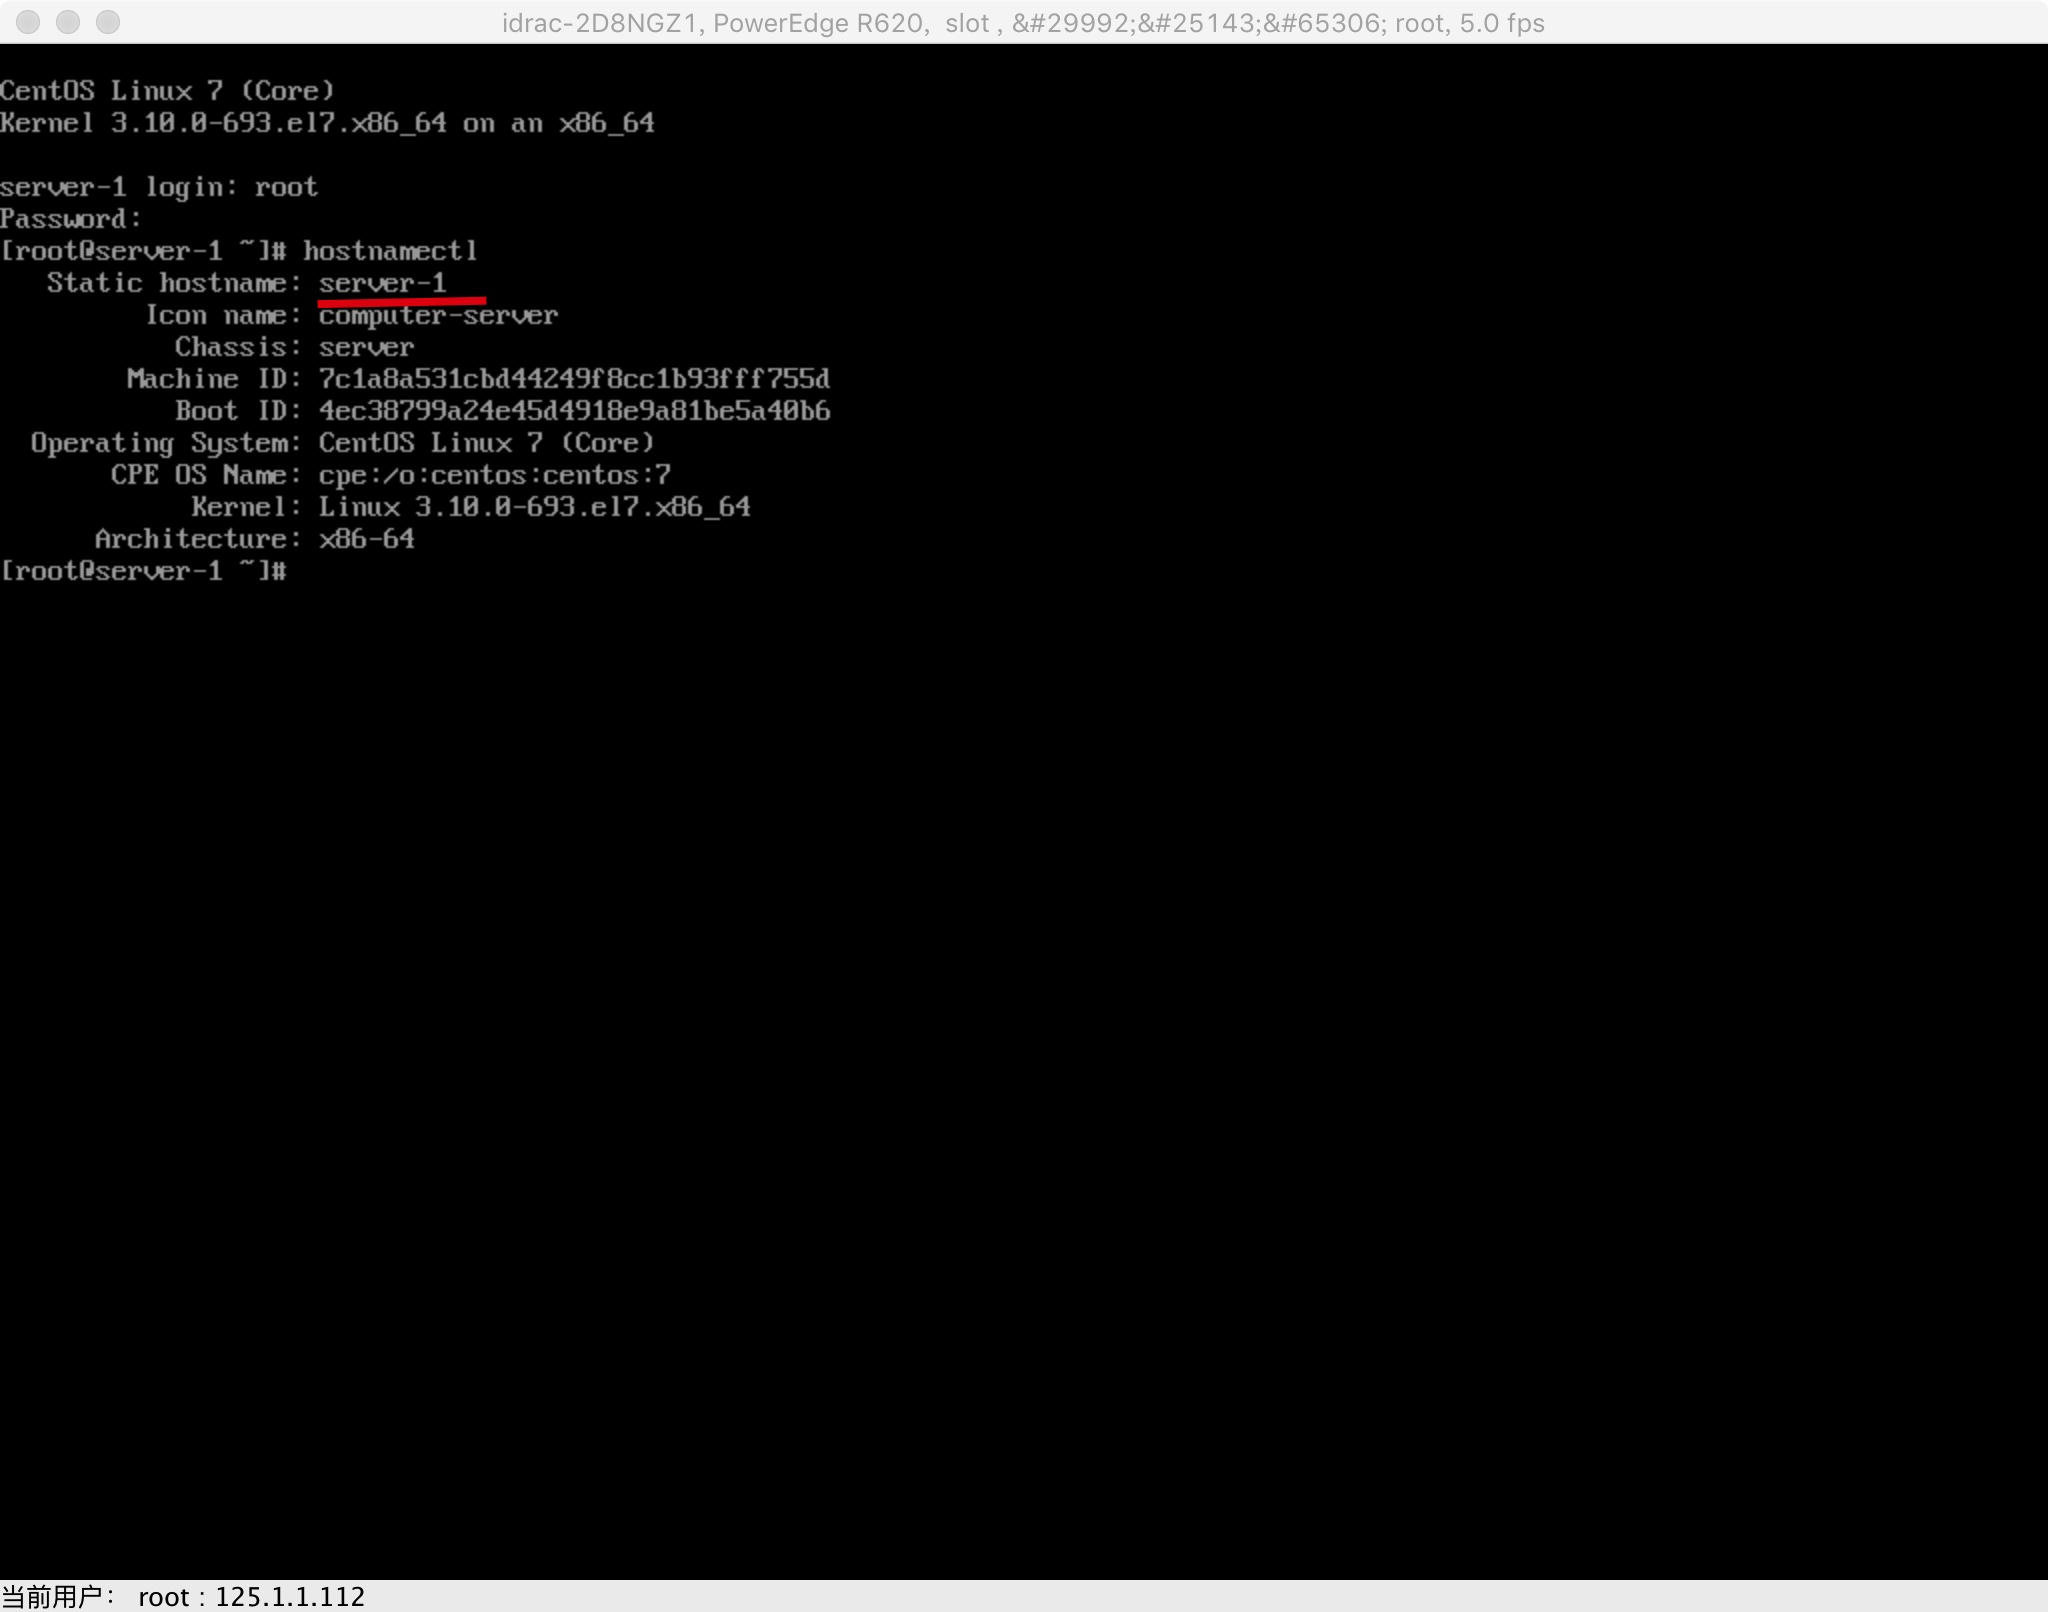 idrac-2D8NGZ1, PowerEdge R620,  slot , &#29992;&#25143;&#65306; root, 5.0 fps
CentOS Linux 7 (Core)
Kernel 3.10.0-693.el7.x86_64 on an x86_64
server-1 login: root
Password:
[root@server-1 ~]# hostnamectl
   Static hostname: server-1
         Icon name: computer-server
           Chassis: server
        Machine ID: 7c1a8a531cbd44249f8cc1b93fff755d
           Boot ID: 4ec38799a24e45d4918e9a81be5a40b6
  Operating System: CentOS Linux 7 (Core)
       CPE OS Name: cpe:/o:centos:centos:7
            Kernel: Linux 3.10.0-693.el7.x86_64
      Architecture: x86-64
[root@server-1 ~]#
当前用户： root : 125.1.1.112